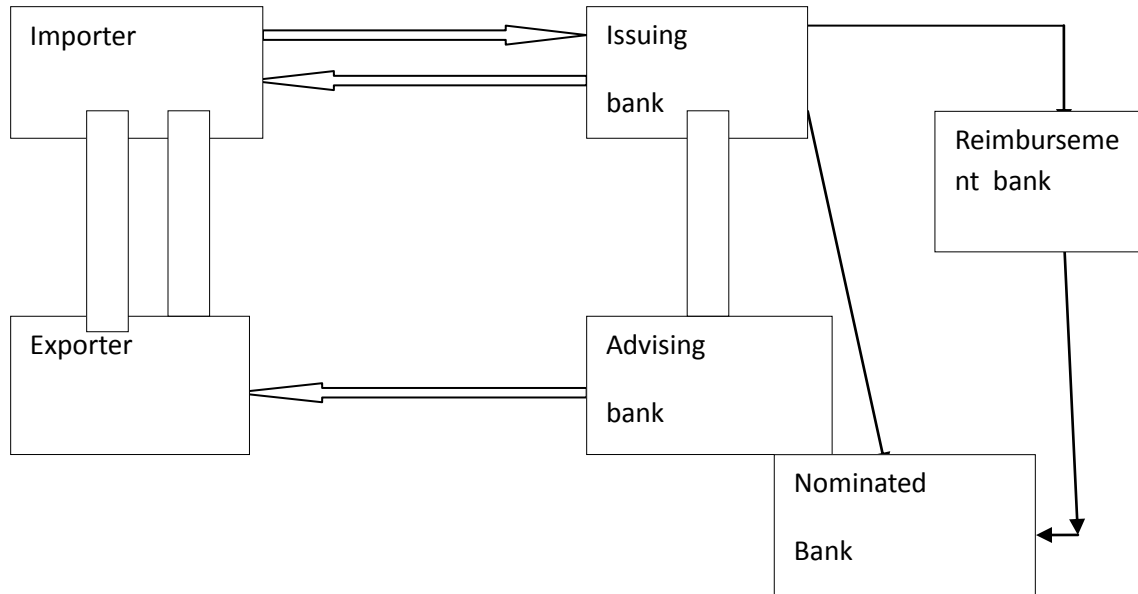 Importer
Issuing
bank
Reimburseme
nt bank
Exporter
Advising
bank
Nominated
Bank